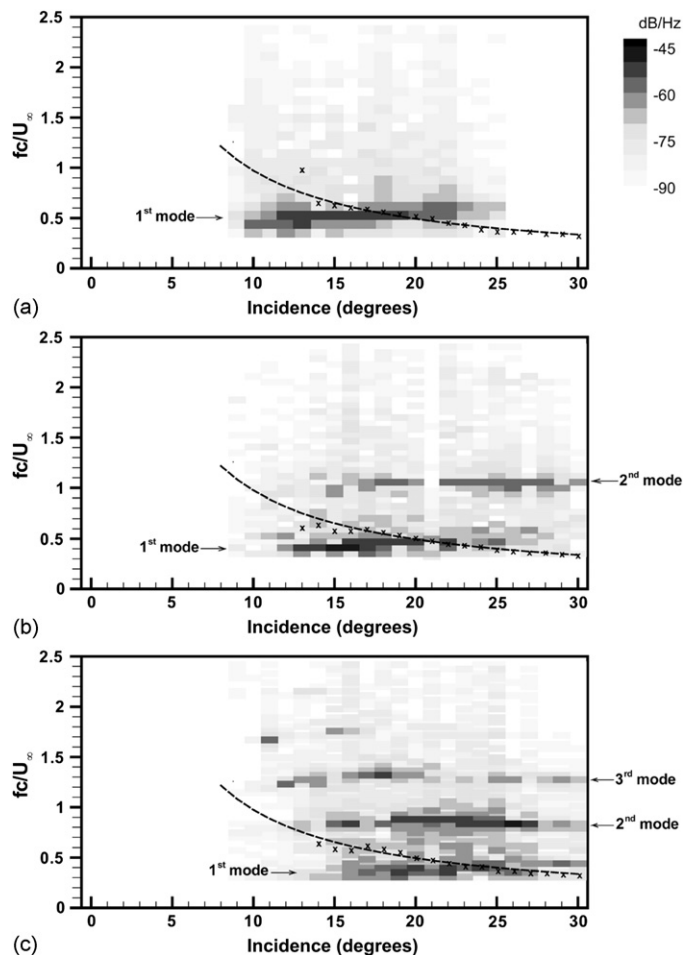 dB/Hz
-45
-60
-75
-90
2.5
2
1.5
1
0.5
0
fc/U∞
1st mode
0
5
10
15
20
25
30
(a)
Incidence (degrees)
2.5
2
1.5
1
0.5
0
fc/U∞
2nd mode
1st mode
0
5
10
15
20
25
30
(b)
Incidence (degrees)
2.5
2
1.5
1
0.5
0
fc/U∞
3rd mode
2nd mode
1st mode
0
5
10
15
20
25
30
(c)
Incidence (degrees)